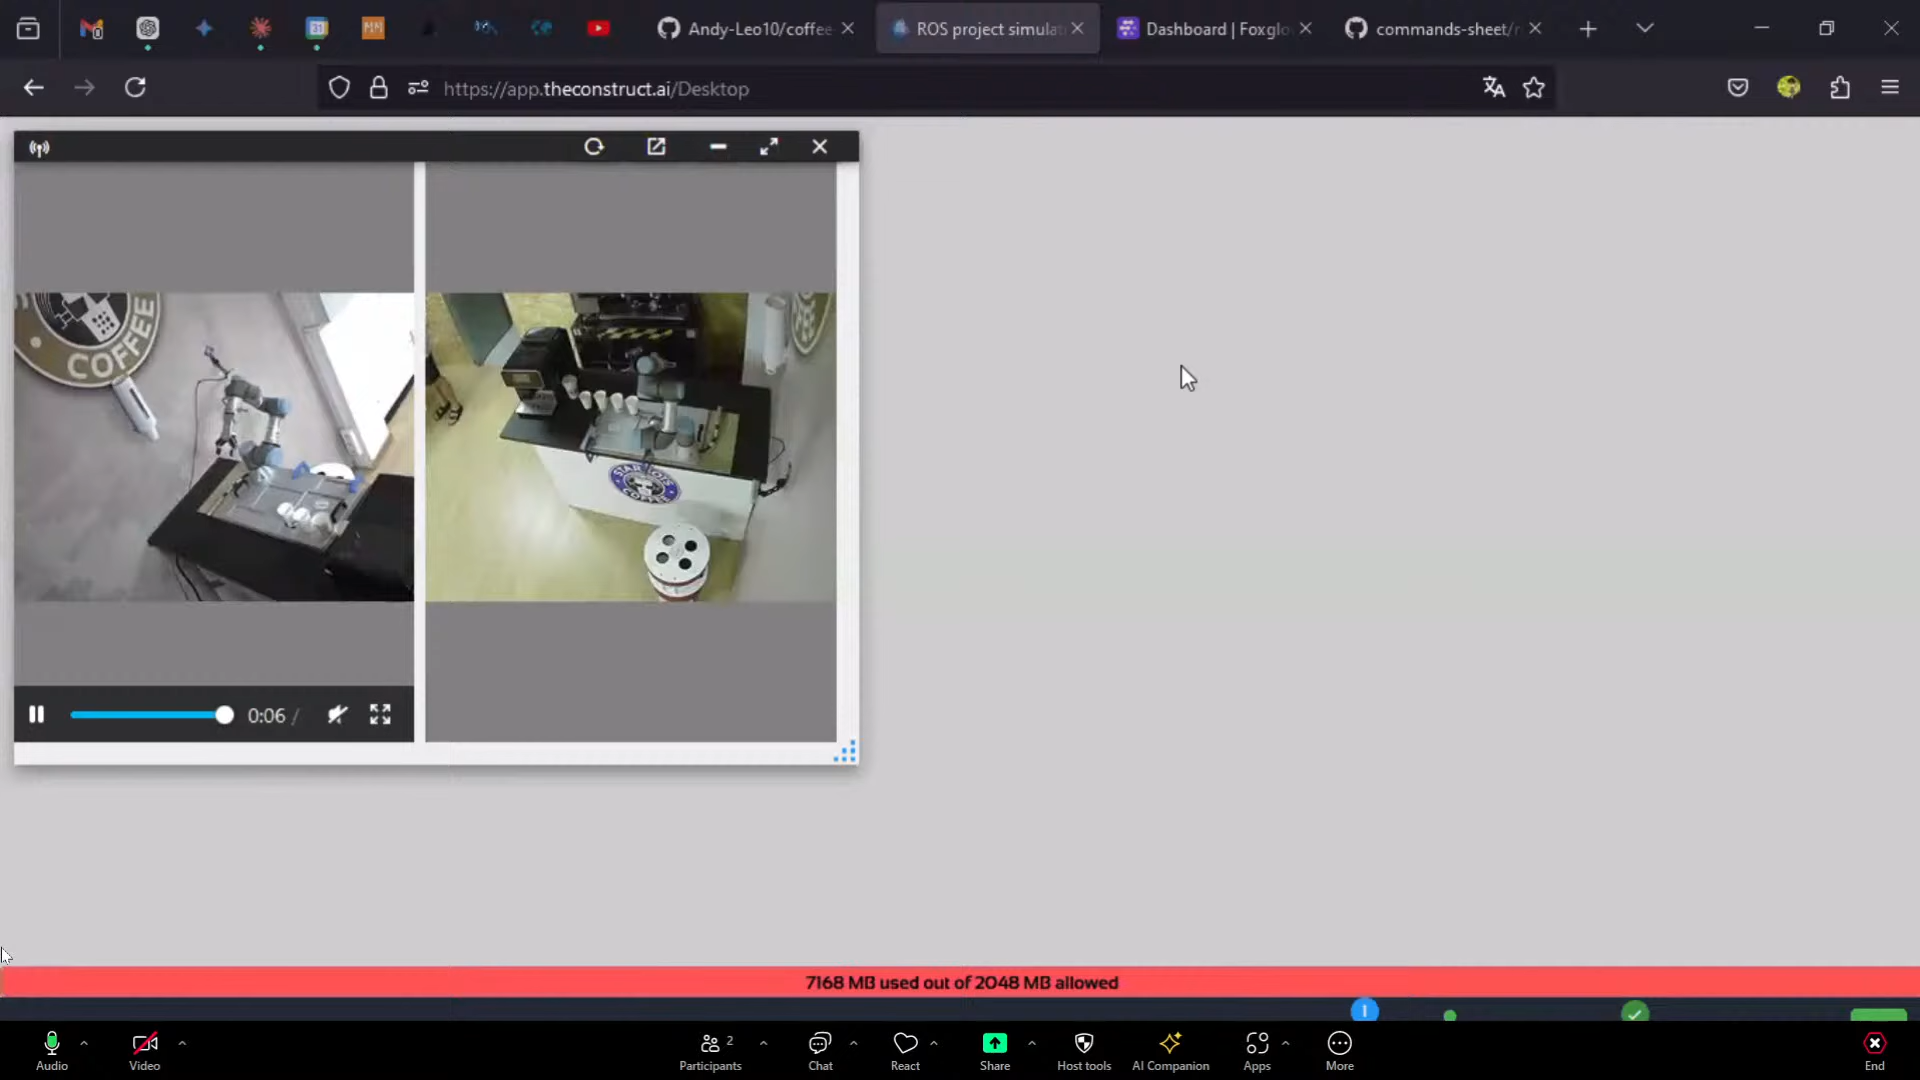 Andy-Leo10/coffee
ROS project simulat
Dashboard | Foxglo
commands-sheet/r
https://app.theconstruct.ai/Desktop
COFFEE
STAR
COFFEE
0:06 /
7168 MB used out of 2048 MB allowed
Audio
Video
Participants
2
Chat
React
Share
Host tools
AI Companion
Apps
More
End